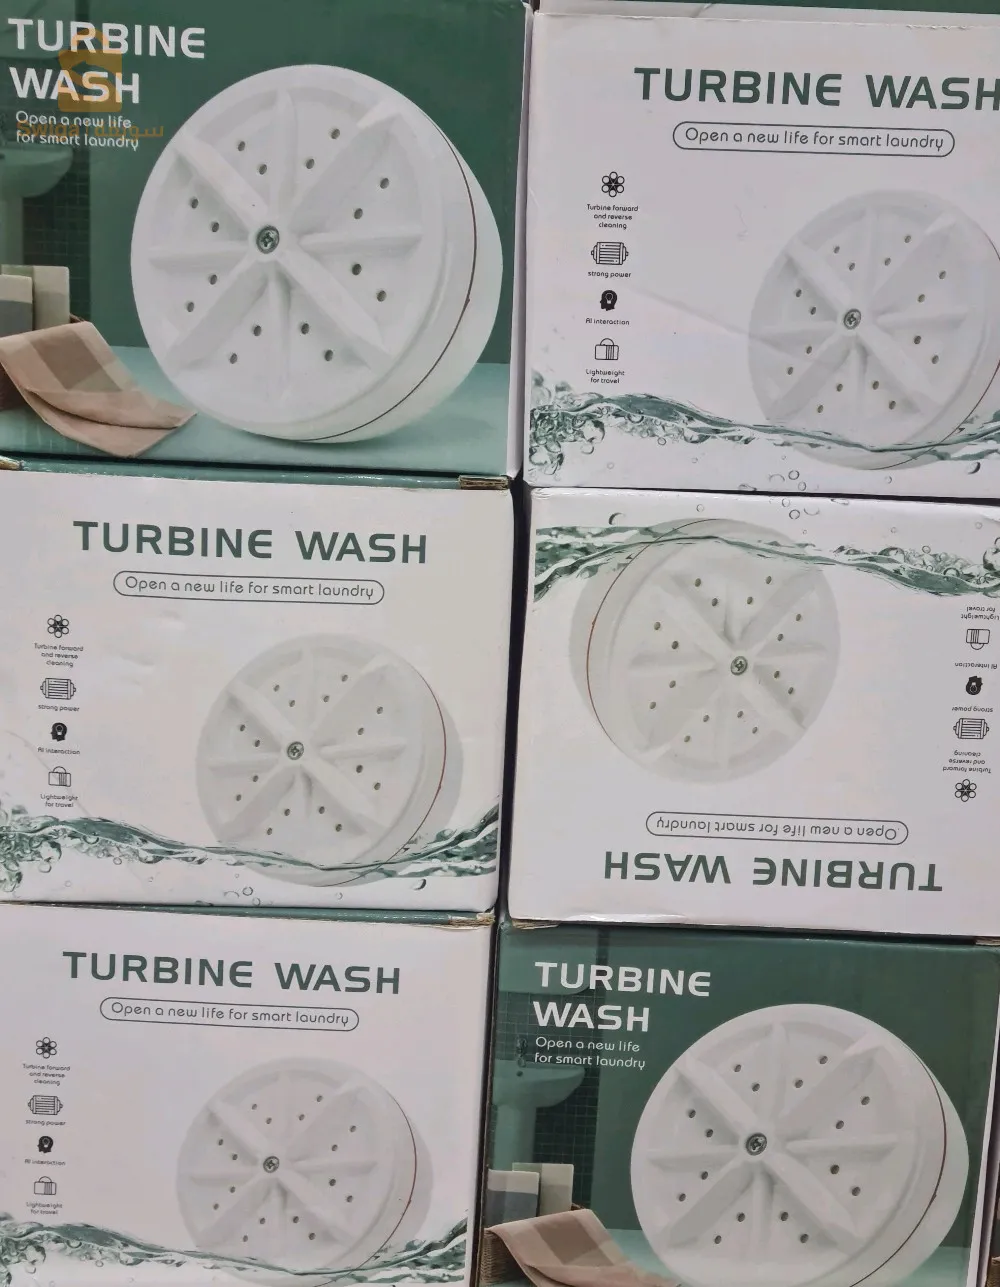 TURBINE
WASH
Open a new life
for smart laundry
Swiqa سويقة
TURBINE WASH
Open a new life for smart laundry
Turbine forward
and reverse
cleaning
strong power
AI interaction
Lightweight
for travel
TURBINE WASH
Open a new life for smart laundry
Turbine forward
and reverse
cleaning
strong power
AI interaction
Lightweight
for travel
TURBINE WASH
Open a new life for smart laundry
Turbine forward
and reverse
cleaning
strong power
AI interaction
Lightweight
for travel
TURBINE WASH
Open a new life for smart laundry
Turbine forward
and reverse
cleaning
strong power
AI interaction
Lightweight
for travel
TURBINE
WASH
Open a new life
for smart laundry